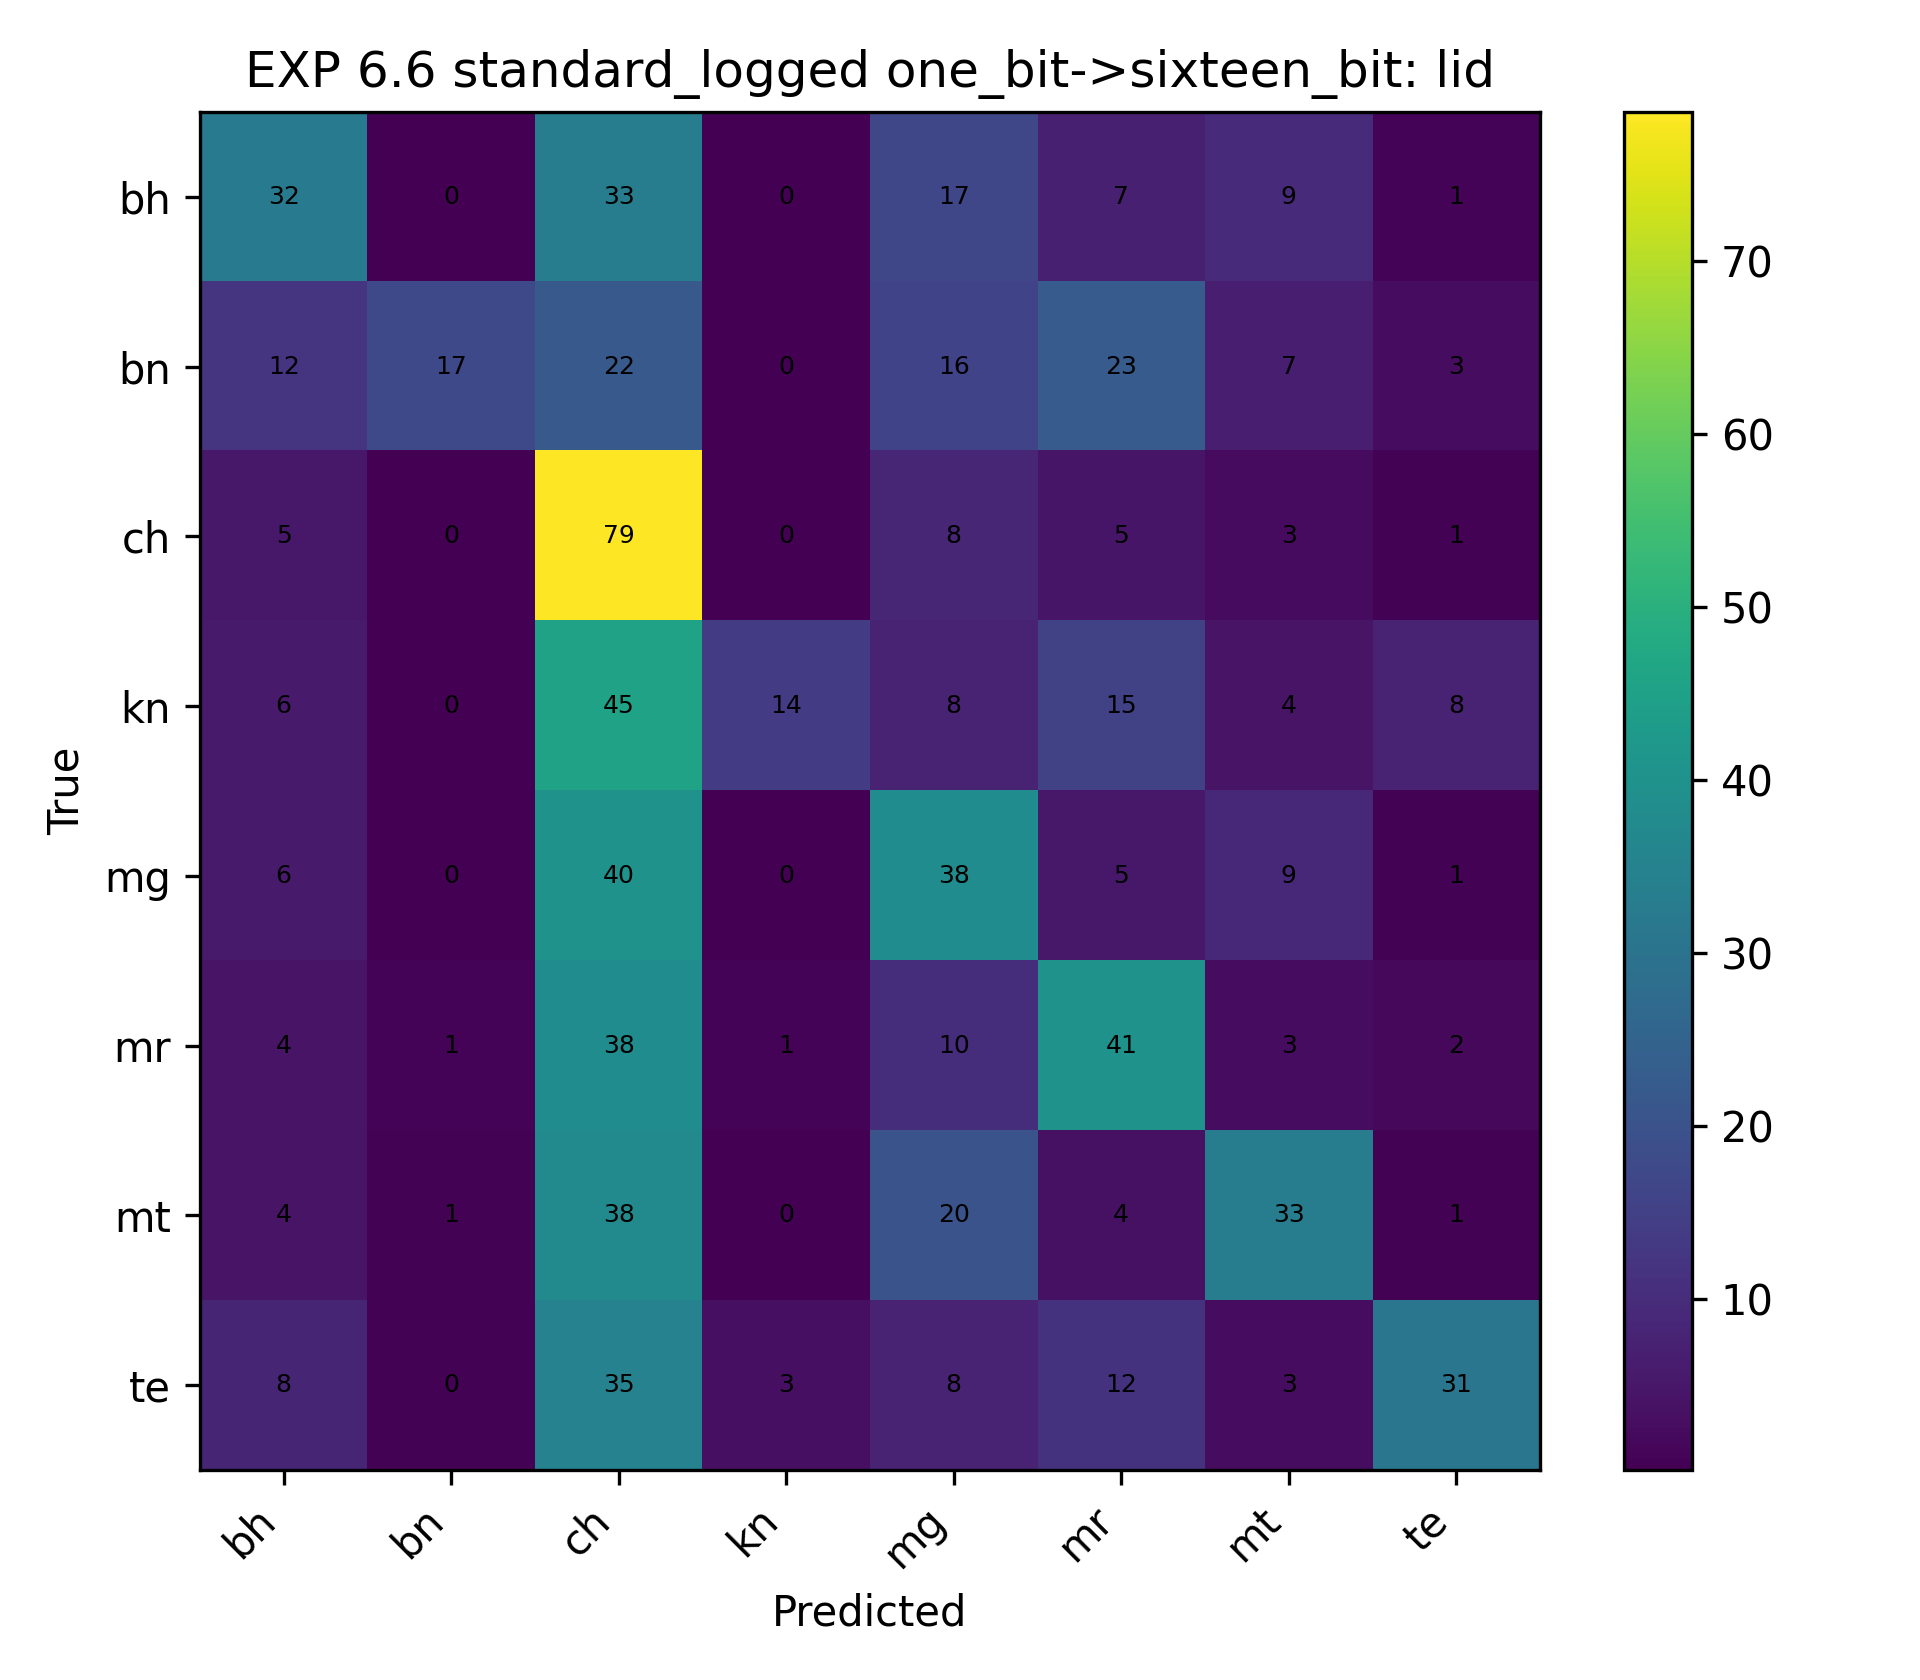 EXP 6.6 standard_logged one_bit->sixteen_bit: lid
True
bh 32 0 33 0 17 7 9 1
bn 12 17 22 0 16 23 7 3
ch 5 0 79 0 8 5 3 1
kn 6 0 45 14 8 15 4 8
mg 6 0 40 0 38 5 9 1
mr 4 1 38 1 10 41 3 2
mt 4 1 38 0 20 4 33 1
te 8 0 35 3 8 12 3 31
bh bn ch kn mg mr mt te
Predicted
70
60
50
40
30
20
10